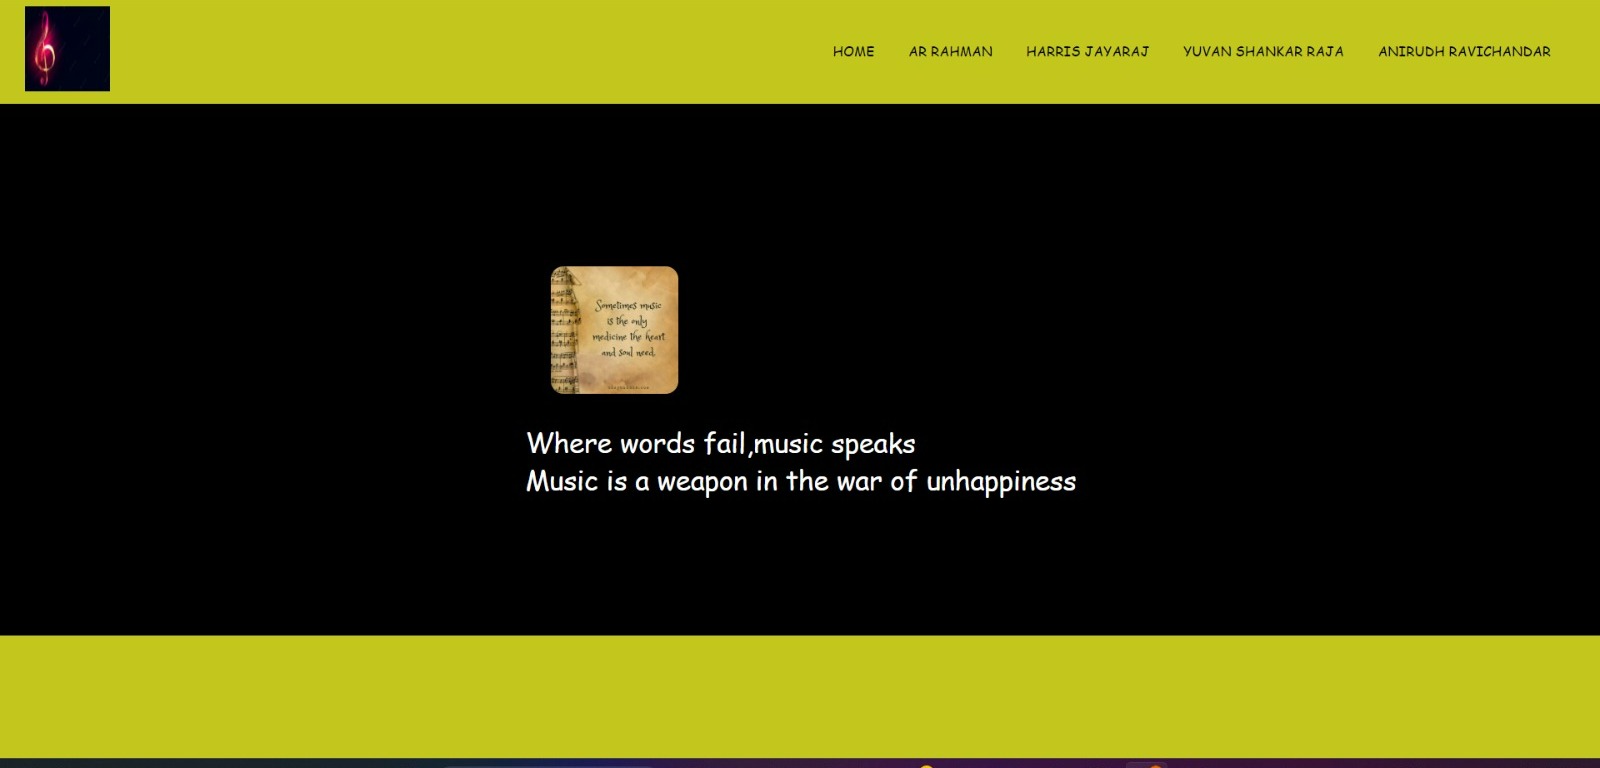 HOME AR RAHMAN HARRIS JAYARAJ YUVAN SHANKAR RAJA ANIRUDH RAVICHANDAR
Sometimes music
is the only
medicine the heart
and soul need.
Where words fail,music speaks
Music is a weapon in the war of unhappiness